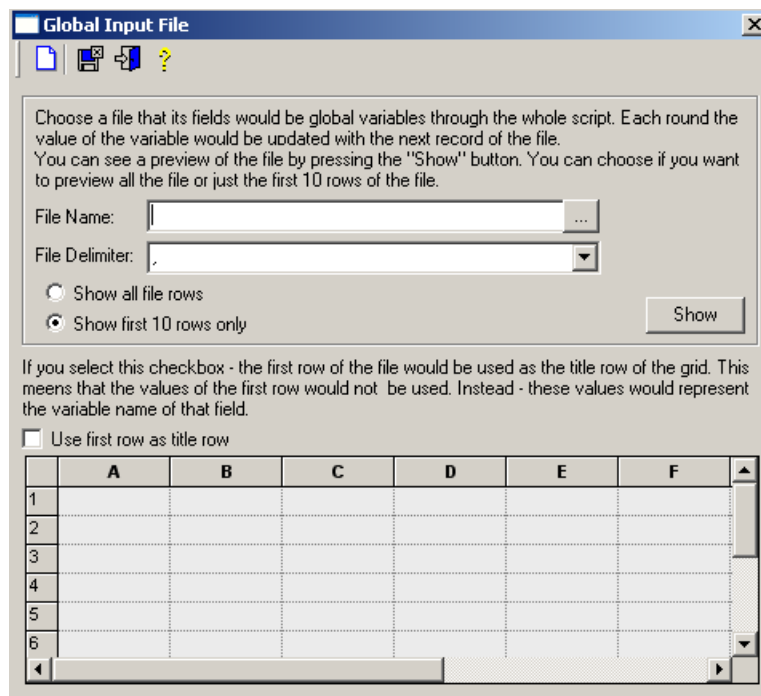 Global Input File
Choose a file that its fields would be global variables through the whole script. Each round the
value of the variable would be updated with the next record of the file.
You can see a preview of the file by pressing the "Show" button. You can choose if you want
to preview all the file or just the first 10 rows of the file.
File Name:
...
File Delimiter:
,
Show all file rows
Show first 10 rows only
Show
If you select this checkbox - the first row of the file would be used as the title row of the grid. This
meens that the values of the first row would not be used. Instead - these values would represent
the variable name of that field.
Use first row as title row
A B C D E F
1
2
3
4
5
6